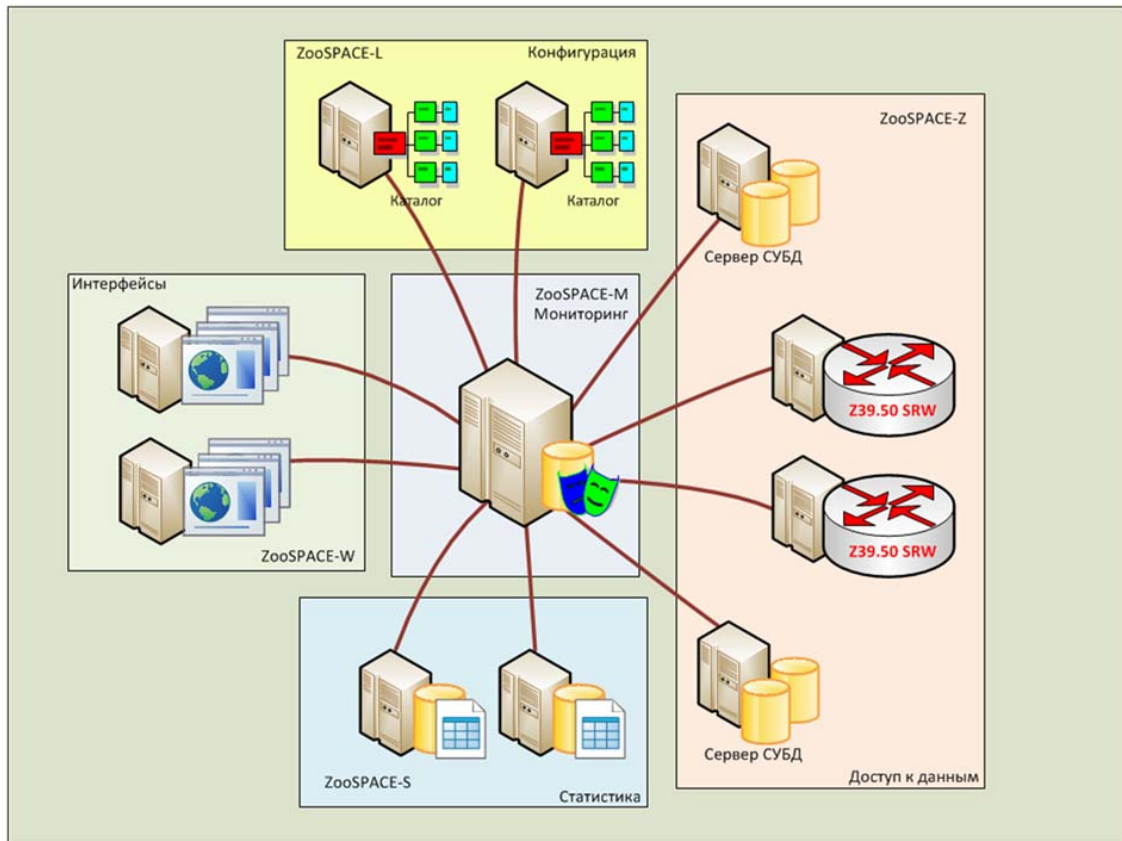 ZooSPACE-L
Конфигурация
Каталог
Каталог
ZooSPACE-Z
Сервер СУБД
Интерфейсы
ZooSPACE-M
Мониторинг
Z39.50 SRW
Z39.50 SRW
ZooSPACE-W
Сервер СУБД
ZooSPACE-S
Статистика
Доступ к данным